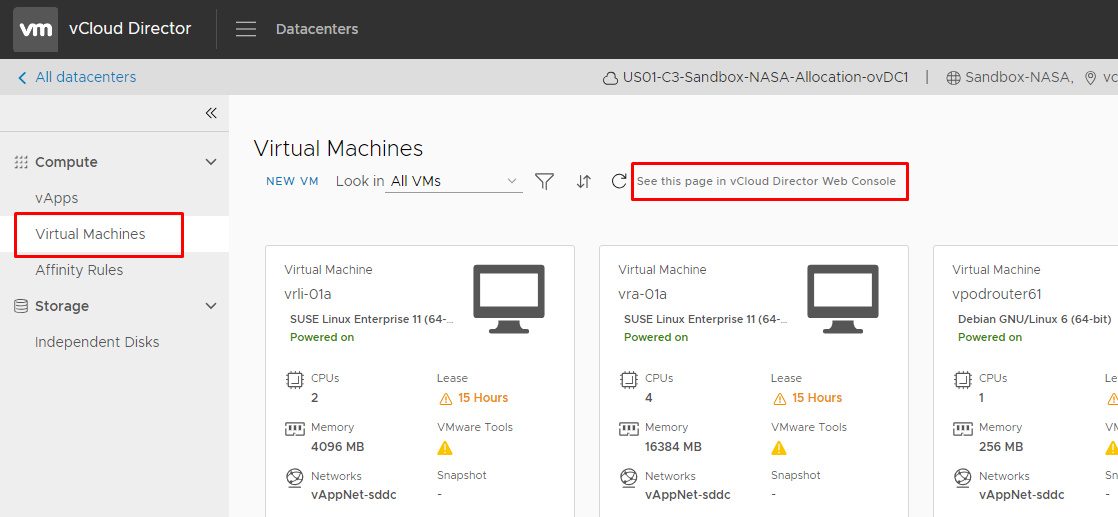 vm vCloud Director Datacenters
All datacenters US01-C3-Sandbox-NASA-Allocation-ovDC1 | Sandbox-NASA, vc
Compute
vApps
Virtual Machines
Affinity Rules
Storage
Independent Disks
Virtual Machines
NEW VM Look in All VMs See this page in vCloud Director Web Console
Virtual Machine
vrli-01a
SUSE Linux Enterprise 11 (64-...
Powered on
CPUs Lease
2 15 Hours
Memory VMware Tools
4096 MB
Networks Snapshot
vAppNet-sddc -
Virtual Machine
vra-01a
SUSE Linux Enterprise 11 (64-...
Powered on
CPUs Lease
4 15 Hours
Memory VMware Tools
16384 MB
Networks Snapshot
vAppNet-sddc -
Virtual Machine
vpodrouter61
Debian GNU/Linux 6 (64-bit)
Powered on
CPUs Le
1
Memory VM
256 MB
Networks Sn
vAppNet-sddc -